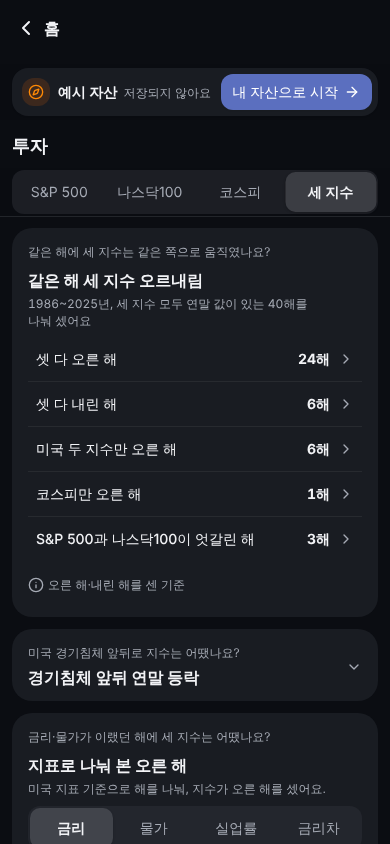 홈
예시 자산 저장되지 않아요 내 자산으로 시작
투자
S&P 500 나스닥100 코스피 세 지수
같은 해에 세 지수는 같은 쪽으로 움직였나요?
같은 해 세 지수 오르내림
1986~2025년, 세 지수 모두 연말 값이 있는 40해를
나눠 셌어요
셋 다 오른 해 24해
셋 다 내린 해 6해
미국 두 지수만 오른 해 6해
코스피만 오른 해 1해
S&P 500과 나스닥100이 엇갈린 해 3해
오른 해·내린 해를 센 기준
미국 경기침체 앞뒤로 지수는 어땠나요?
경기침체 앞뒤 연말 등락
금리·물가가 이랬던 해에 세 지수는 어땠나요?
지표로 나눠 본 오른 해
미국 지표 기준으로 해를 나눠, 지수가 오른 해를 셌어요.
금리 물가 실업률 금리차